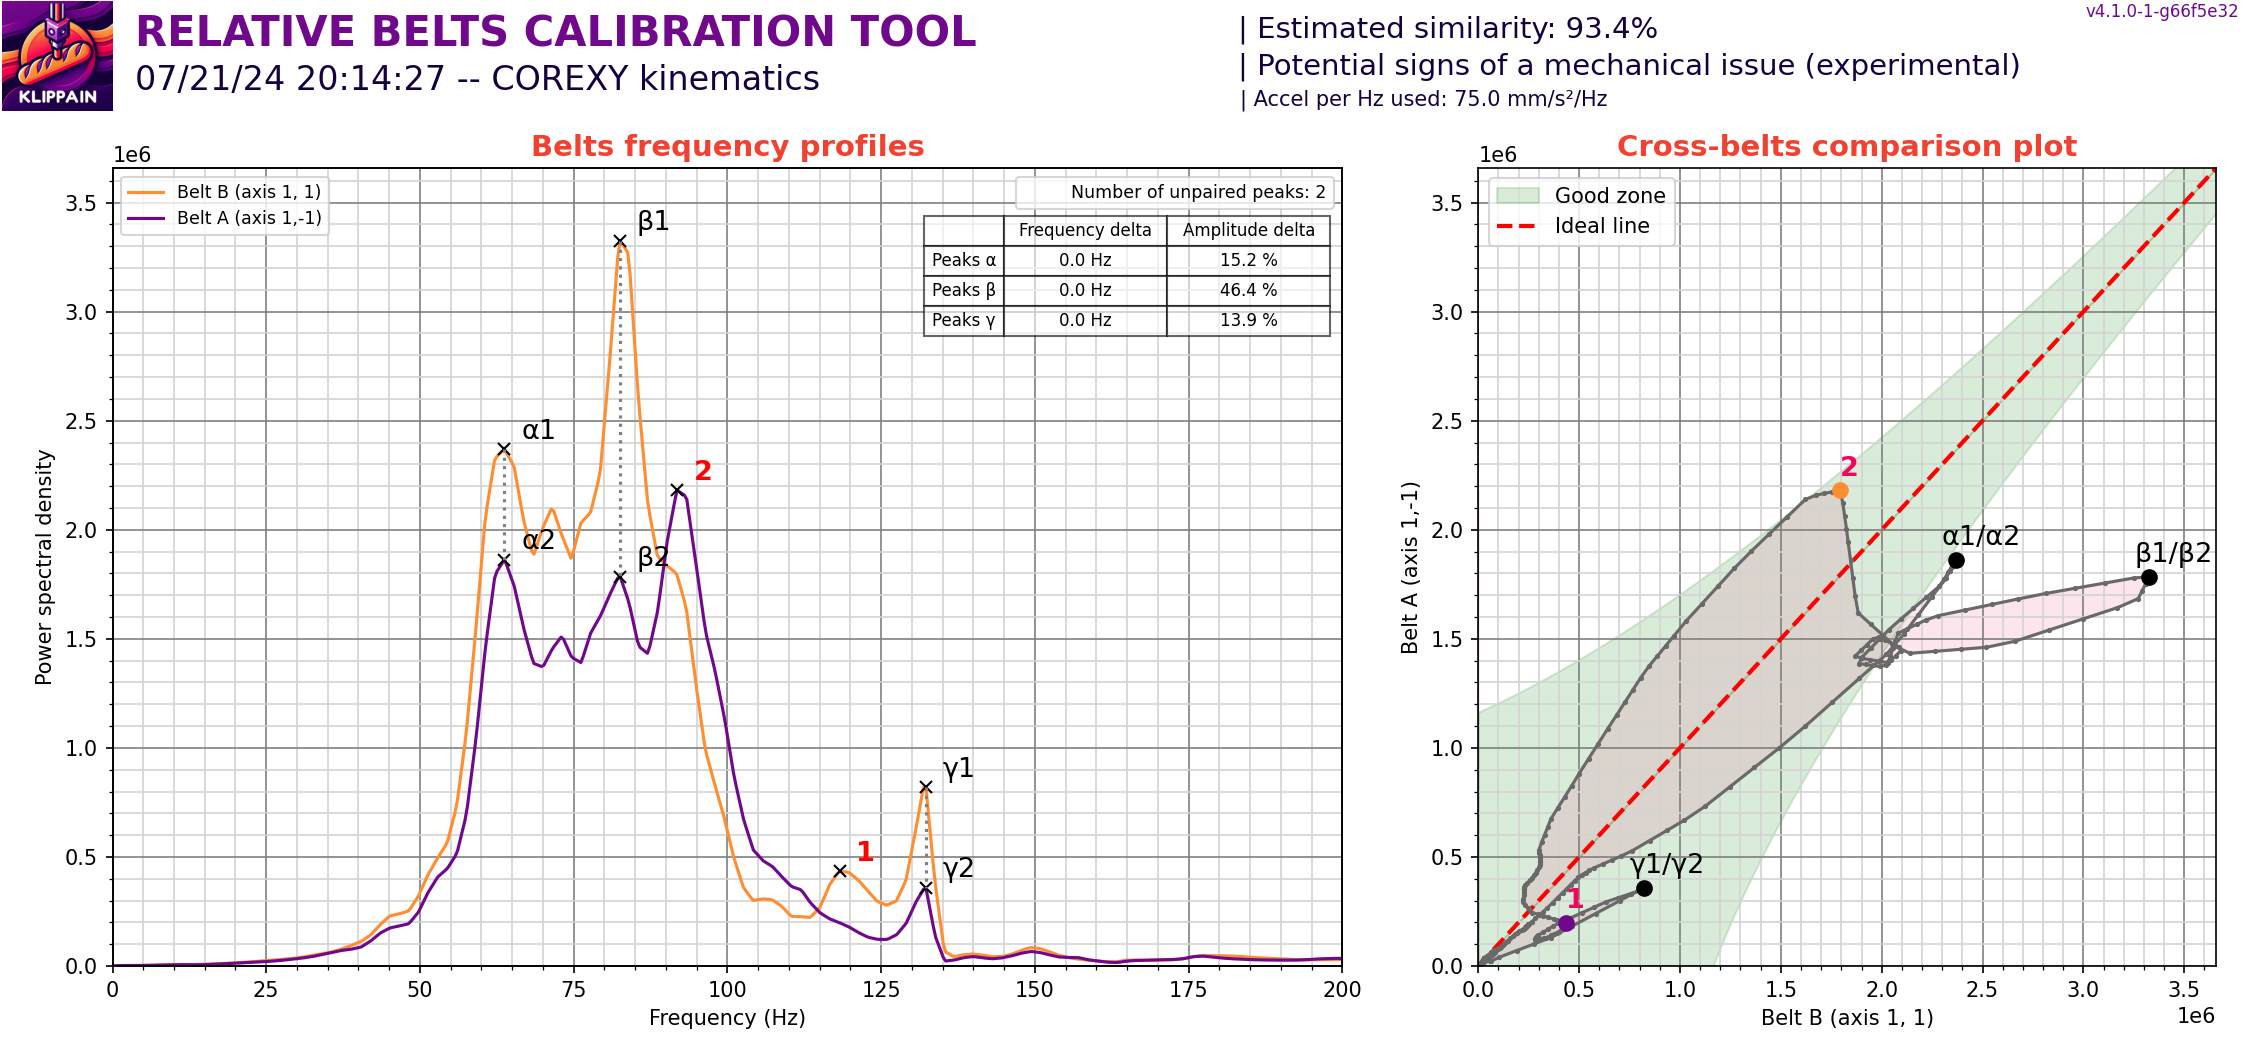 KLIPPAIN
RELATIVE BELTS CALIBRATION TOOL
07/21/24 20:14:27 -- COREXY kinematics
| Estimated similarity: 93.4%
| Potential signs of a mechanical issue (experimental)
| Accel per Hz used: 75.0 mm/s²/Hz
v4.1.0-1-g66f5e32
Belts frequency profiles
1e6
Belt B (axis 1, 1)
Belt A (axis 1,-1)
Number of unpaired peaks: 2
Frequency delta Amplitude delta
Peaks α 0.0 Hz 15.2 %
Peaks β 0.0 Hz 46.4 %
Peaks γ 0.0 Hz 13.9 %
β1
α1
2
α2
β2
γ1
1
γ2
3.5
3.0
2.5
2.0
1.5
1.0
0.5
0.0
Power spectral density
0 25 50 75 100 125 150 175 200
Frequency (Hz)
Cross-belts comparison plot
1e6
Good zone
Ideal line
2
α1/α2
β1/β2
γ1/γ2
1
3.5
3.0
2.5
2.0
1.5
1.0
0.5
0.0
Belt A (axis 1,-1)
0.0 0.5 1.0 1.5 2.0 2.5 3.0 3.5
Belt B (axis 1, 1)
1e6